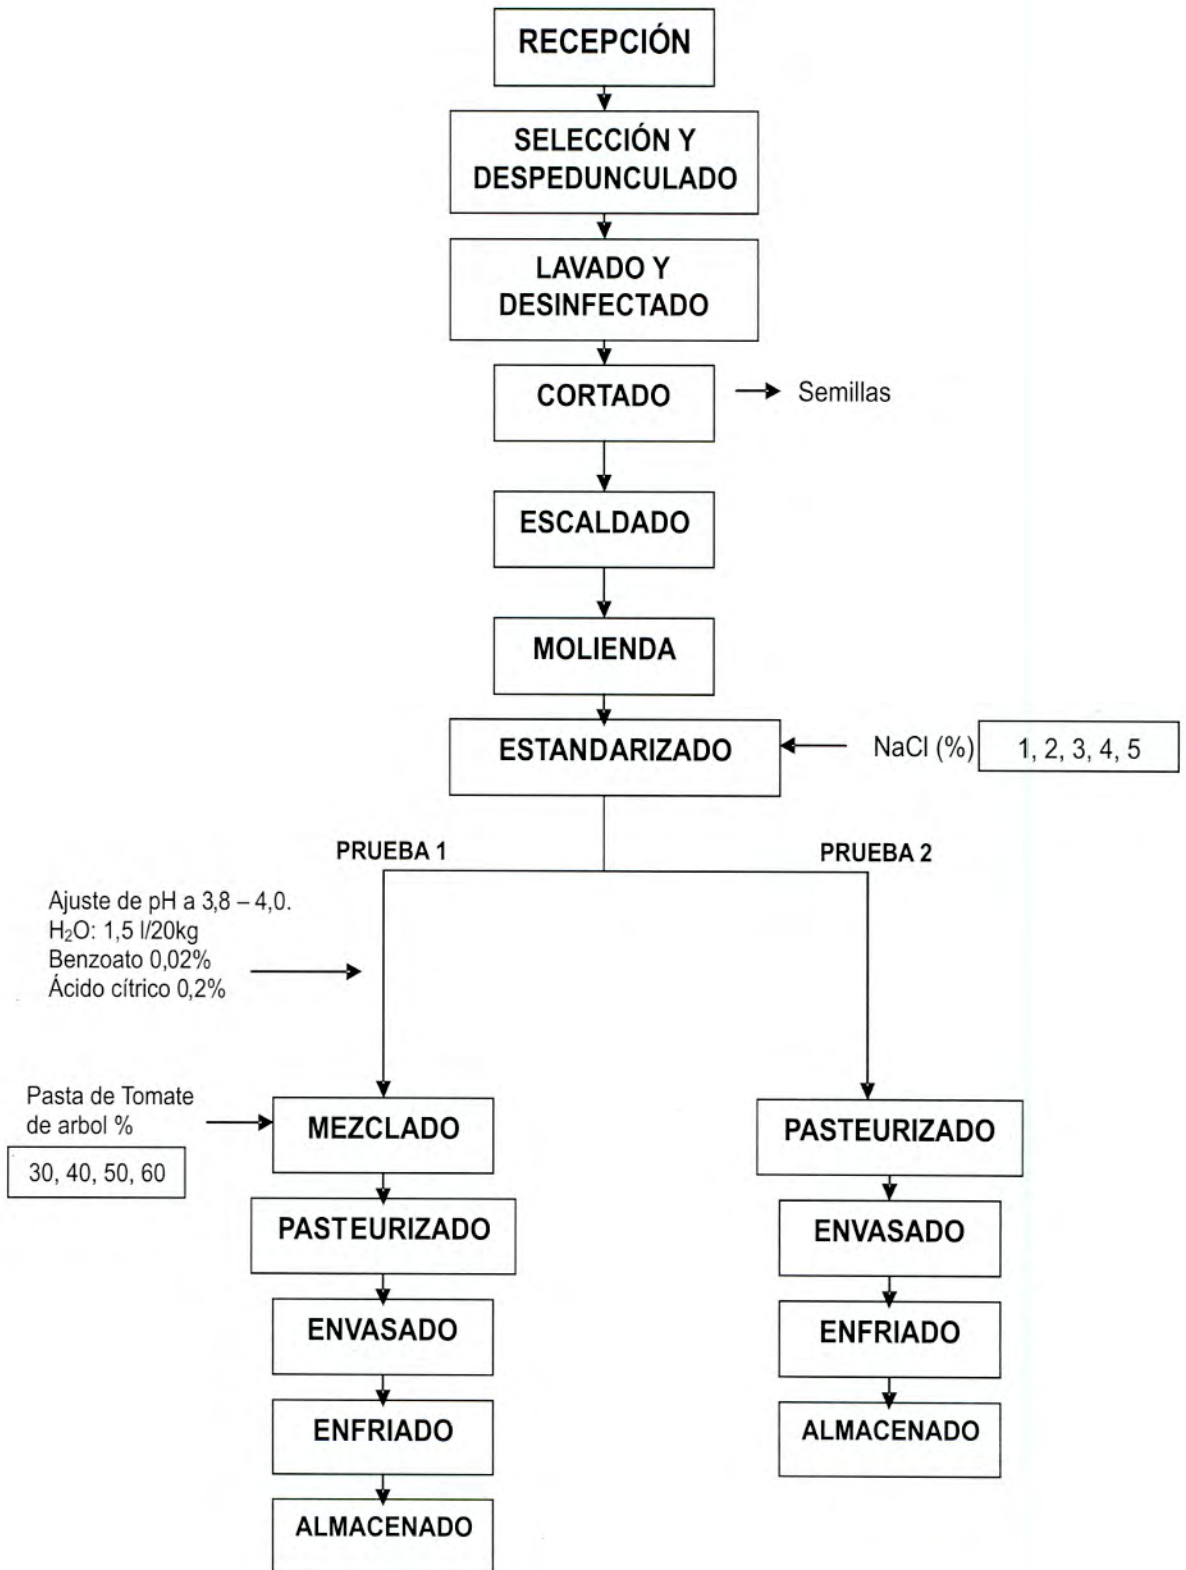 RECEPCIÓN
SELECCIÓN Y
DESPEDUNCULADO
LAVADO Y
DESINFECTADO
CORTADO
Semillas
ESCALDADO
MOLIENDA
ESTANDARIZADO
NaCl (%)
1, 2, 3, 4, 5
PRUEBA 1
PRUEBA 2
Ajuste de pH a 3,8 – 4,0.
H₂O: 1,5 l/20kg
Benzoato 0,02%
Ácido cítrico 0,2%
Pasta de Tomate
de arbol %
30, 40, 50, 60
MEZCLADO
PASTEURIZADO
ENVASADO
ENFRIADO
ALMACENADO
PASTEURIZADO
ENVASADO
ENFRIADO
ALMACENADO